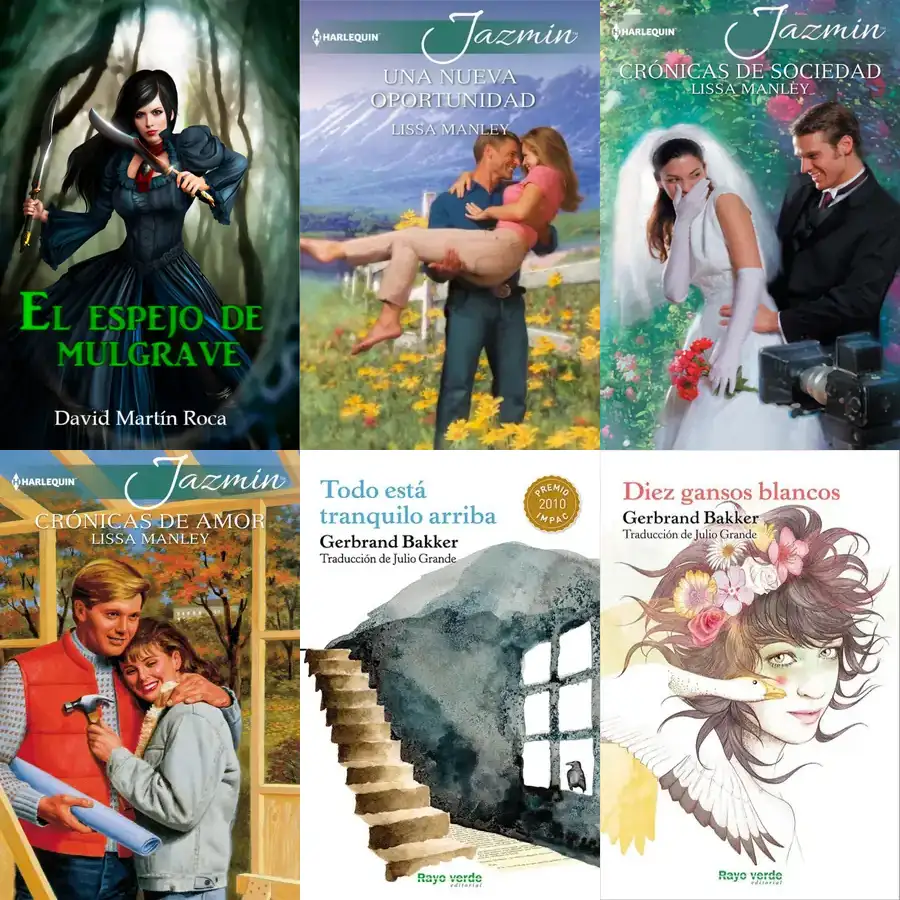 EL ESPEJO DE
MULGRAVE
David Martín Roca
HARLEQUIN
Jazmín
UNA NUEVA
OPORTUNIDAD
LISSA MANLEY
HARLEQUIN
Jazmín
CRÓNICAS DE SOCIEDAD
LISSA MANLEY
HARLEQUIN
Jazmín
CRÓNICAS DE AMOR
LISSA MANLEY
Todo está
tranquilo arriba
Gerbrand Bakker
Traducción de Julio Grande
PREMIO
2010
IMPAC
Rayo verde
editorial
Diez gansos blancos
Gerbrand Bakker
Traducción de Julio Grande
Rayo verde
editorial